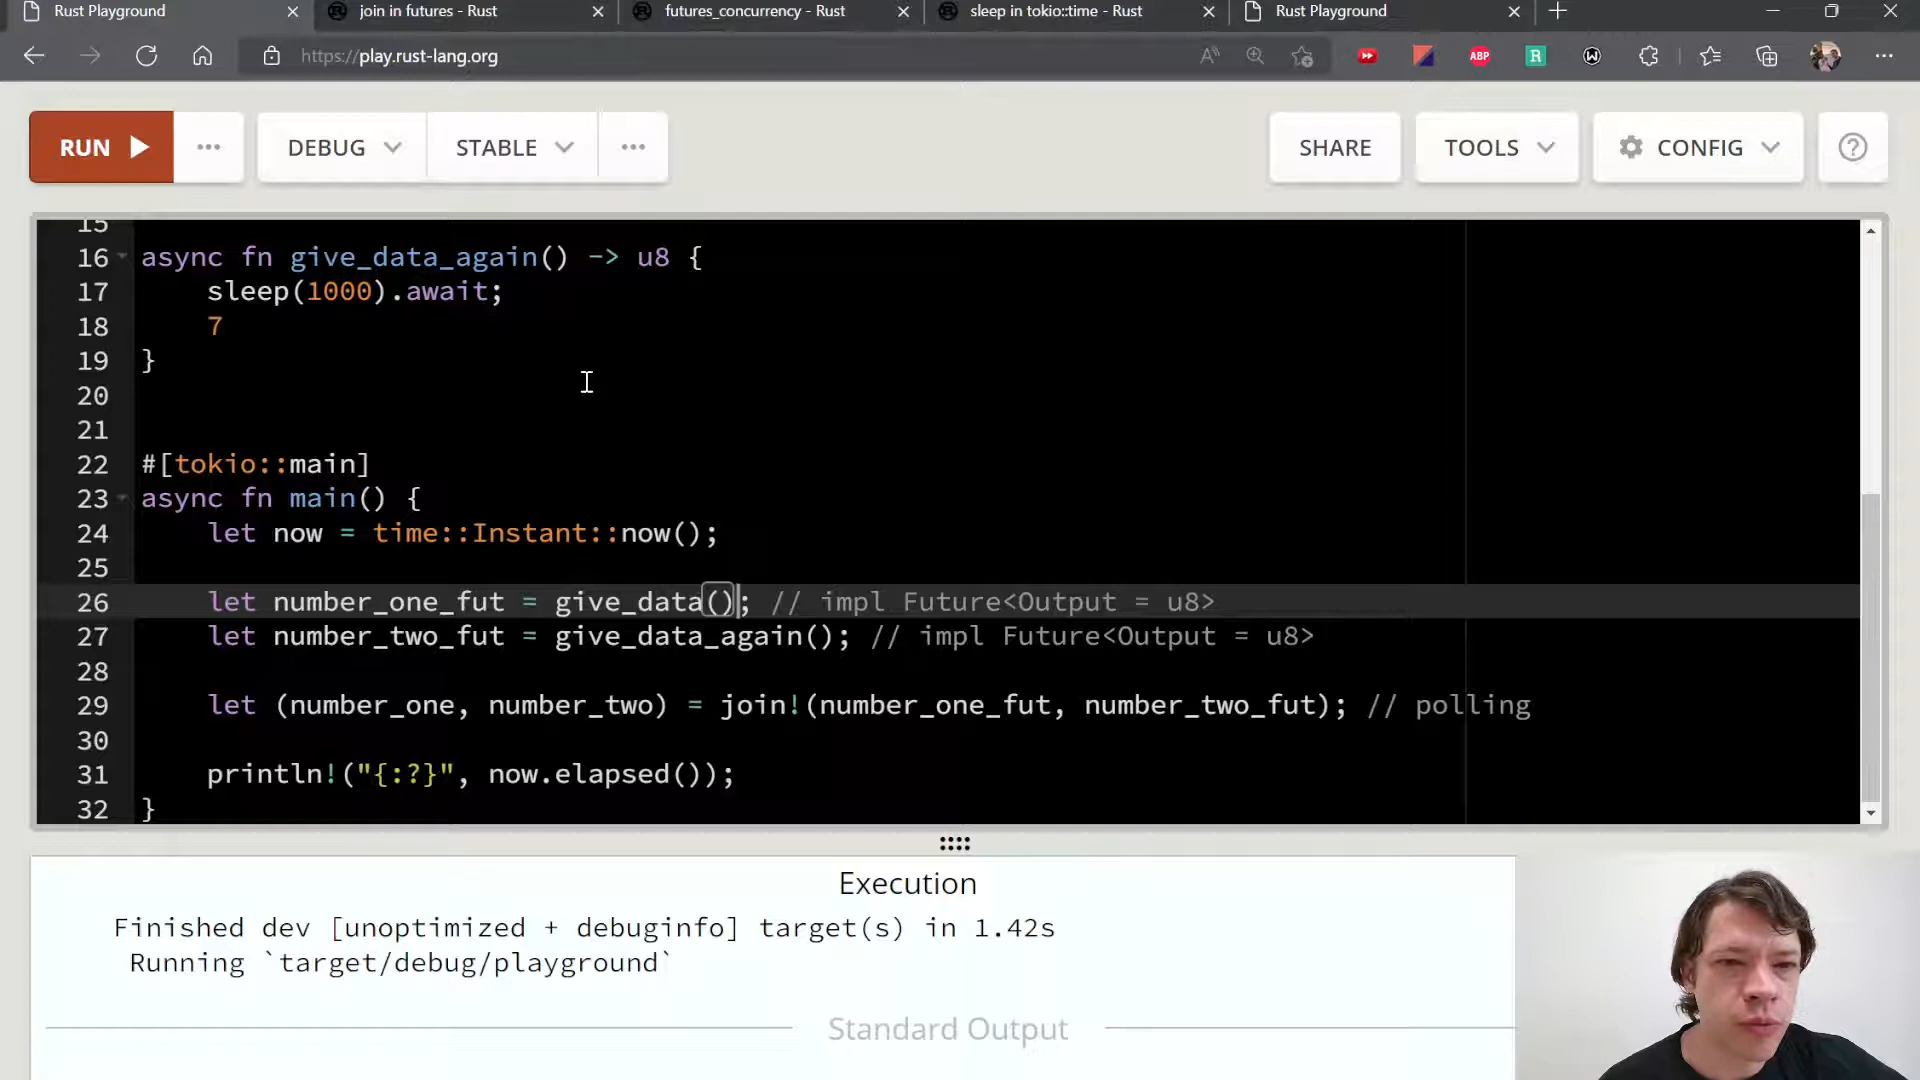 Rust Playground
join in futures - Rust
futures_concurrency - Rust
sleep in tokio::time - Rust
Rust Playground
https://play.rust-lang.org
ABP
R
W
RUN
DEBUG
STABLE
SHARE
TOOLS
CONFIG
15
16 async fn give_data_again() -> u8 {
17 sleep(1000).await;
18 7
19 }
20
21
22 #[tokio::main]
23 async fn main() {
24 let now = time::Instant::now();
25
26 let number_one_fut = give_data(); // impl Future<Output = u8>
27 let number_two_fut = give_data_again(); // impl Future<Output = u8>
28
29 let (number_one, number_two) = join!(number_one_fut, number_two_fut); // polling
30
31 println!("{:?}", now.elapsed());
32 }
Execution
Finished dev [unoptimized + debuginfo] target(s) in 1.42s
Running `target/debug/playground`
Standard Output